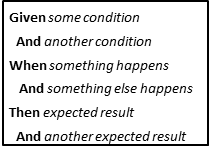 Given some condition
And another condition
When something happens
And something else happens
Then expected result
And another expected result